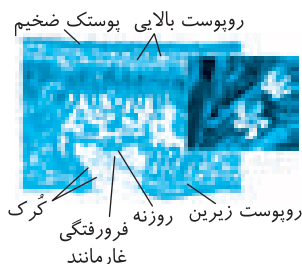 روپوست بالایی
پوستک ضخیم
روپوست زیرین
روزنه
فرورفتگی
غارمانند
کُرک